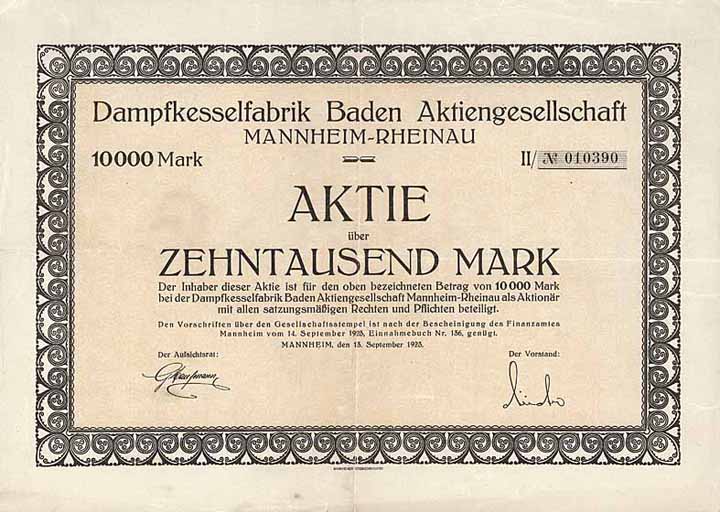 Dampfkesselfabrik Baden Aktiengesellschaft
MANNHEIM-RHEINAU
10000 Mark II/ № 010390
AKTIE
über
ZEHNTAUSEND MARK
Der Inhaber dieser Aktie ist für den oben bezeichneten Betrag von 10000 Mark
bei der Dampfkesselfabrik Baden Aktiengesellschaft Mannheim-Rheinau als Aktionär
mit allen satzungsmäßigen Rechten und Pflichten beteiligt.
Den Vorschriften über den Gesellschaftsstempel ist nach der Bescheinigung des Finanzamtes
Mannheim vom 14. September 1923, Einnahmebuch Nr. 136, genügt.
MANNHEIM, den 15. September 1923.
Der Aufsichtsrat: Der Vorstand: